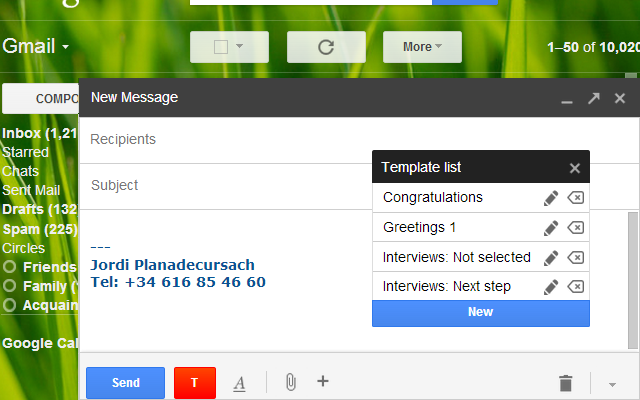 Gmail
More
1–50 of 10,020
COMPO
New Message
Inbox (1,21
Starred
Chats
Sent Mail
Drafts (132
Spam (225)
Circles
Friends
Family (
Acquain
Google Cal
Recipients
Subject
---
Jordi Planadecursach
Tel: +34 616 85 46 60
Template list
Congratulations
Greetings 1
Interviews: Not selected
Interviews: Next step
New
Send
T
A